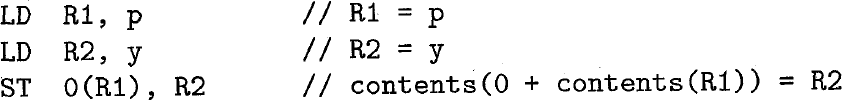 LD R1, p // R1 = p
LD R2, y // R2 = y
ST 0(R1), R2 // contents(0 + contents(R1)) = R2